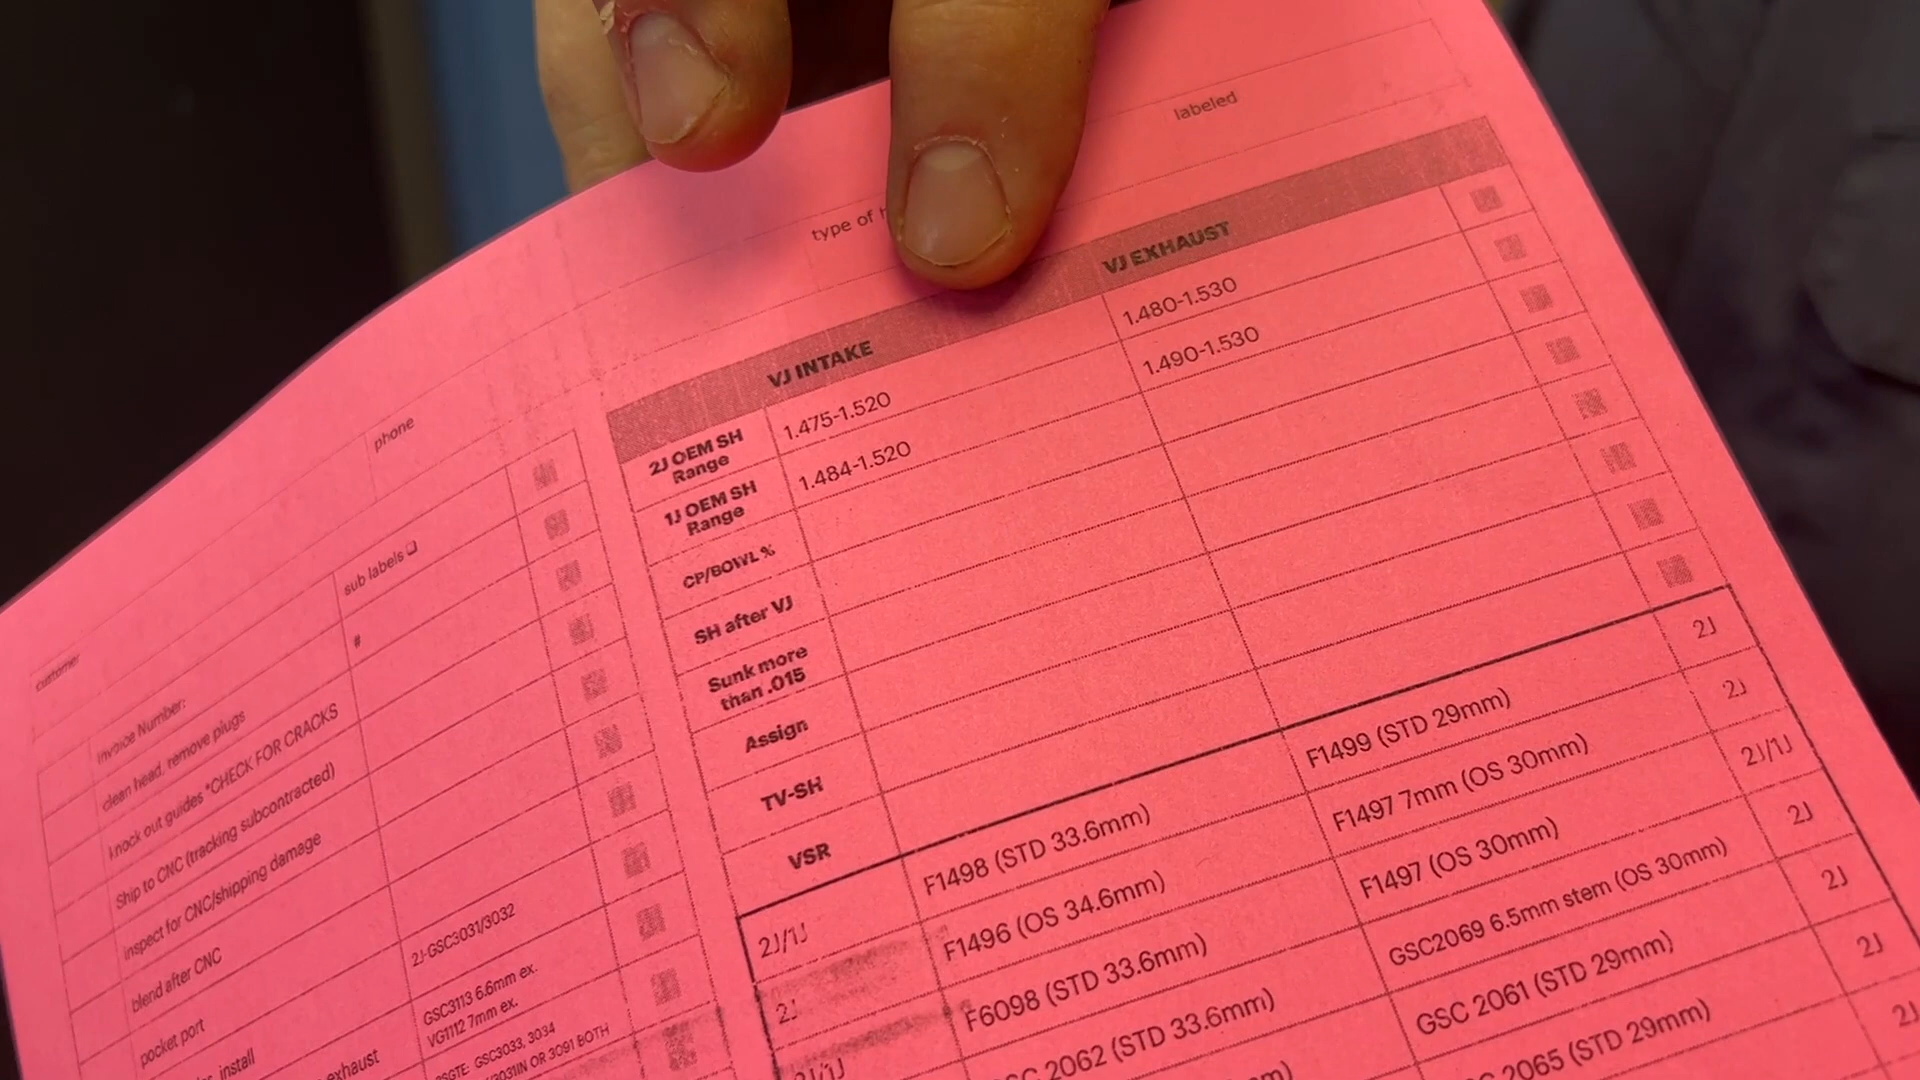 labeled
type of
phone
customer
sub labels ❏
#
Invoice Number:
clean head, remove plugs
knock out guides *CHECK FOR CRACKS
Ship to CNC (tracking subcontracted)
inspect for CNC/shipping damage
blend after CNC
pocket port
2J-GSC3031/3032
install
GSC3113 6.6mm ex.
VG1112 7mm ex.
exhaust
GSC3033, 3034
OR 3091 BOTH
VJ INTAKE
VJ EXHAUST
2J OEM SH Range
1.475-1.520
1.480-1.530
1J OEM SH Range
1.484-1.520
1.490-1.530
CP/BOWL %
SH after VJ
Sunk more than .015
Assign
TV-SH
VSR
2J/1J
F1498 (STD 33.6mm)
F1499 (STD 29mm)
2J
2J
F1496 (OS 34.6mm)
F1497 7mm (OS 30mm)
2J
2J/1J
F6098 (STD 33.6mm)
F1497 (OS 30mm)
2J/1J
2062 (STD 33.6mm)
GSC2069 6.5mm stem (OS 30mm)
2J
GSC 2061 (STD 29mm)
2J
2065 (STD 29mm)
2J
2J